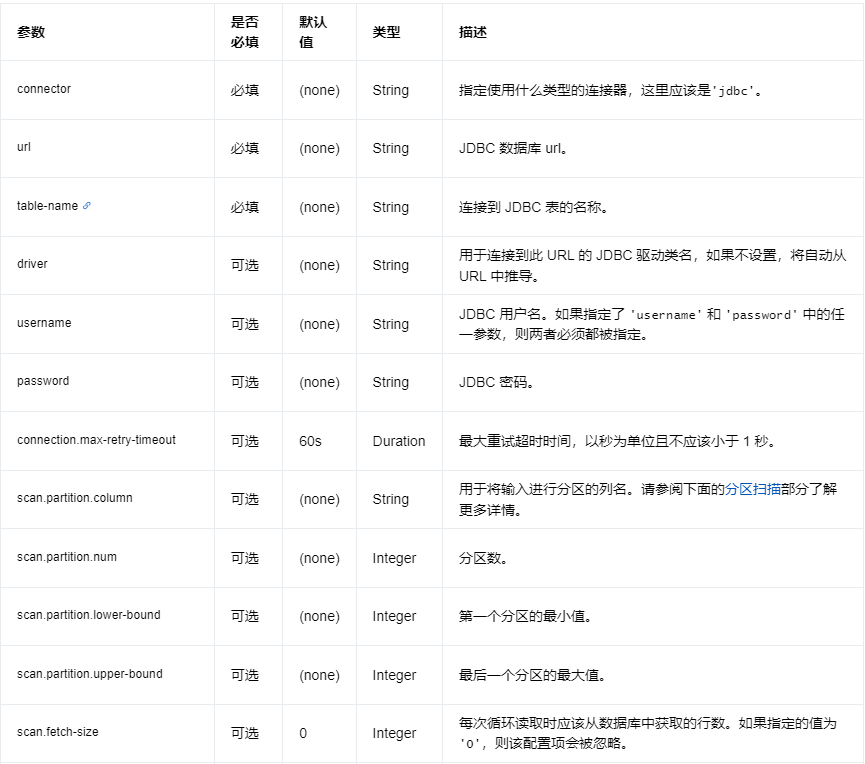 参数 是否必填 默认值 类型 描述
connector 必填 (none) String 指定使用什么类型的连接器，这里应该是'jdbc'。
url 必填 (none) String JDBC 数据库 url。
table-name 必填 (none) String 连接到 JDBC 表的名称。
driver 可选 (none) String 用于连接到此 URL 的 JDBC 驱动类名，如果不设置，将自动从
URL 中推导。
username 可选 (none) String JDBC 用户名。如果指定了 'username' 和 'password' 中的任
一参数，则两者必须都被指定。
password 可选 (none) String JDBC 密码。
connection.max-retry-timeout 可选 60s Duration 最大重试超时时间，以秒为单位且不应该小于 1 秒。
scan.partition.column 可选 (none) String 用于将输入进行分区的列名。请参阅下面的分区扫描部分了解
更多详情。
scan.partition.num 可选 (none) Integer 分区数。
scan.partition.lower-bound 可选 (none) Integer 第一个分区的最小值。
scan.partition.upper-bound 可选 (none) Integer 最后一个分区的最大值。
scan.fetch-size 可选 0 Integer 每次循环读取时应该从数据库中获取的行数。如果指定的值为
'0'，则该配置项会被忽略。